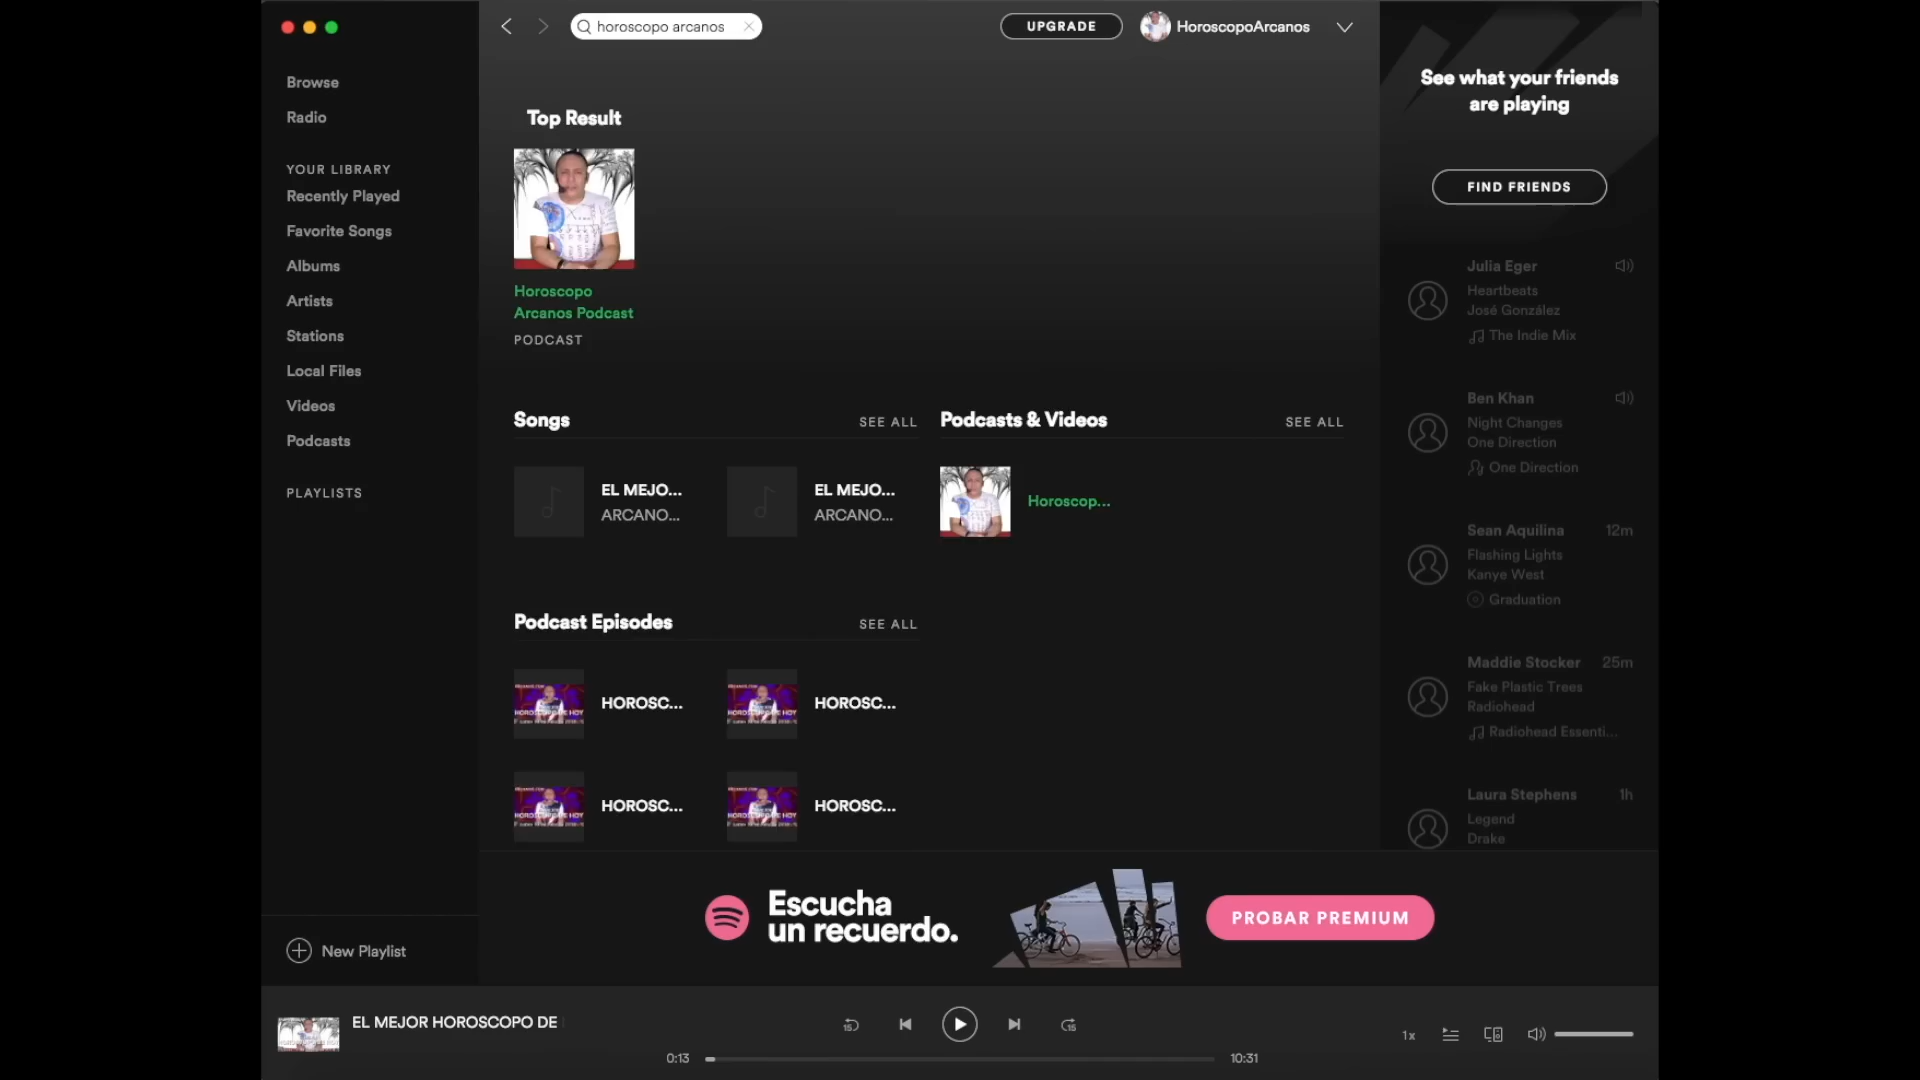 horoscopo arcanos
UPGRADE
HoroscopoArcanos
Browse
Radio
YOUR LIBRARY
Recently Played
Favorite Songs
Albums
Artists
Stations
Local Files
Videos
Podcasts
PLAYLISTS
New Playlist
Top Result
Horoscopo
Arcanos Podcast
PODCAST
Songs
SEE ALL
EL MEJO...
ARCANO...
EL MEJO...
ARCANO...
Podcasts & Videos
SEE ALL
Horoscop...
Podcast Episodes
SEE ALL
HOROSC...
HOROSC...
HOROSC...
HOROSC...
See what your friends
are playing
FIND FRIENDS
Julia Eger
Heartbeats
José González
The Indie Mix
Ben Khan
Night Changes
One Direction
One Direction
Sean Aquilina 12m
Flashing Lights
Kanye West
Graduation
Maddie Stocker 25m
Fake Plastic Trees
Radiohead
Radiohead Essenti...
Laura Stephens 1h
Legend
Drake
Escucha
un recuerdo.
PROBAR PREMIUM
EL MEJOR HOROSCOPO DE
15
15
0:13
10:31
1x